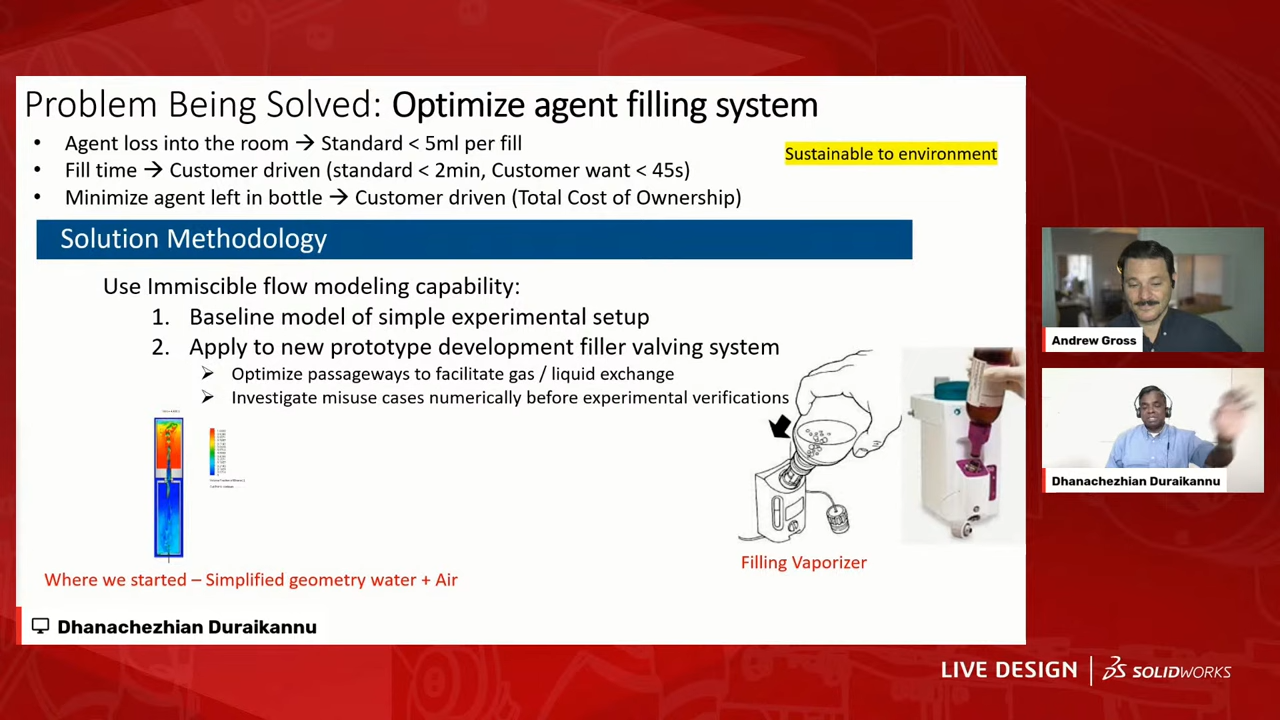 Problem Being Solved: Optimize agent filling system
• Agent loss into the room → Standard < 5ml per fill
• Fill time → Customer driven (standard < 2min, Customer want < 45s)
• Minimize agent left in bottle → Customer driven (Total Cost of Ownership)
Sustainable to environment
Solution Methodology
Use Immiscible flow modeling capability:
1. Baseline model of simple experimental setup
2. Apply to new prototype development filler valving system
➢ Optimize passageways to facilitate gas / liquid exchange
➢ Investigate misuse cases numerically before experimental verifications
Where we started – Simplified geometry water + Air
Filling Vaporizer
Dhanachezhian Duraikannu
Andrew Gross
Dhanachezhian Duraikannu
LIVE DESIGN | SOLIDWORKS